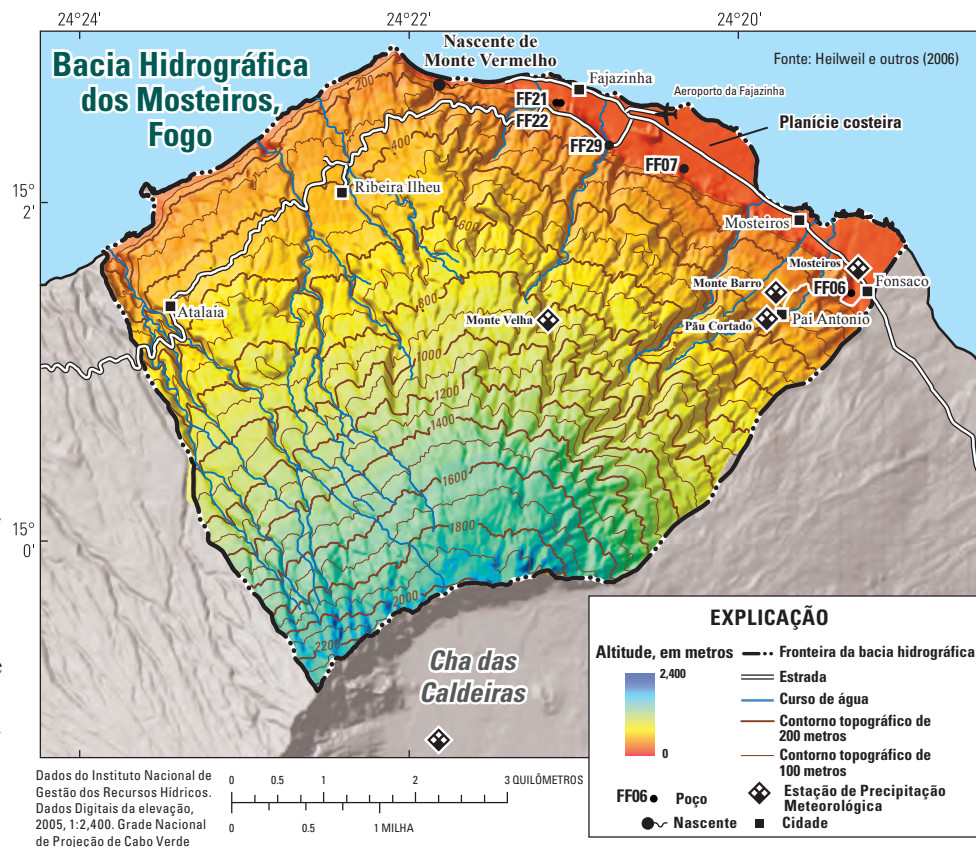 24°24'
24°22'
24°20'
Bacia Hidrográfica
dos Mosteiros,
Fogo
Nascente de
Monte Vermelho
Fonte: Heilweil e outros (2006)
Fajazinha
Aeroporto da Fajazinha
FF21
FF22
Planície costeira
FF29
FF07
200
400
15°
2'
Ribeira Ilheu
Mosteiros
600
Mosteiros
Monte Barro
FF06
Fonsaco
800
Atalaia
Monte Velha
Pãu Cortado
Pai Antonio
1000
1200
1400
1600
1800
15°
0'
2000
2200
Cha das
Caldeiras
EXPLICAÇÃO
Altitude, em metros
2,400
0
Fronteira da bacia hidrográfica
Estrada
Curso de água
Contorno topográfico de
200 metros
Contorno topográfico de
100 metros
FF06 Poço
Estação de Precipitação
Meteorológica
Nascente
Cidade
Dados do Instituto Nacional de
Gestão dos Recursos Hídricos.
Dados Digitais da elevação,
2005, 1:2,400. Grade Nacional
de Projeção de Cabo Verde
0 0.5 1 2 3 QUILÔMETROS
0 0.5 1 MILHA